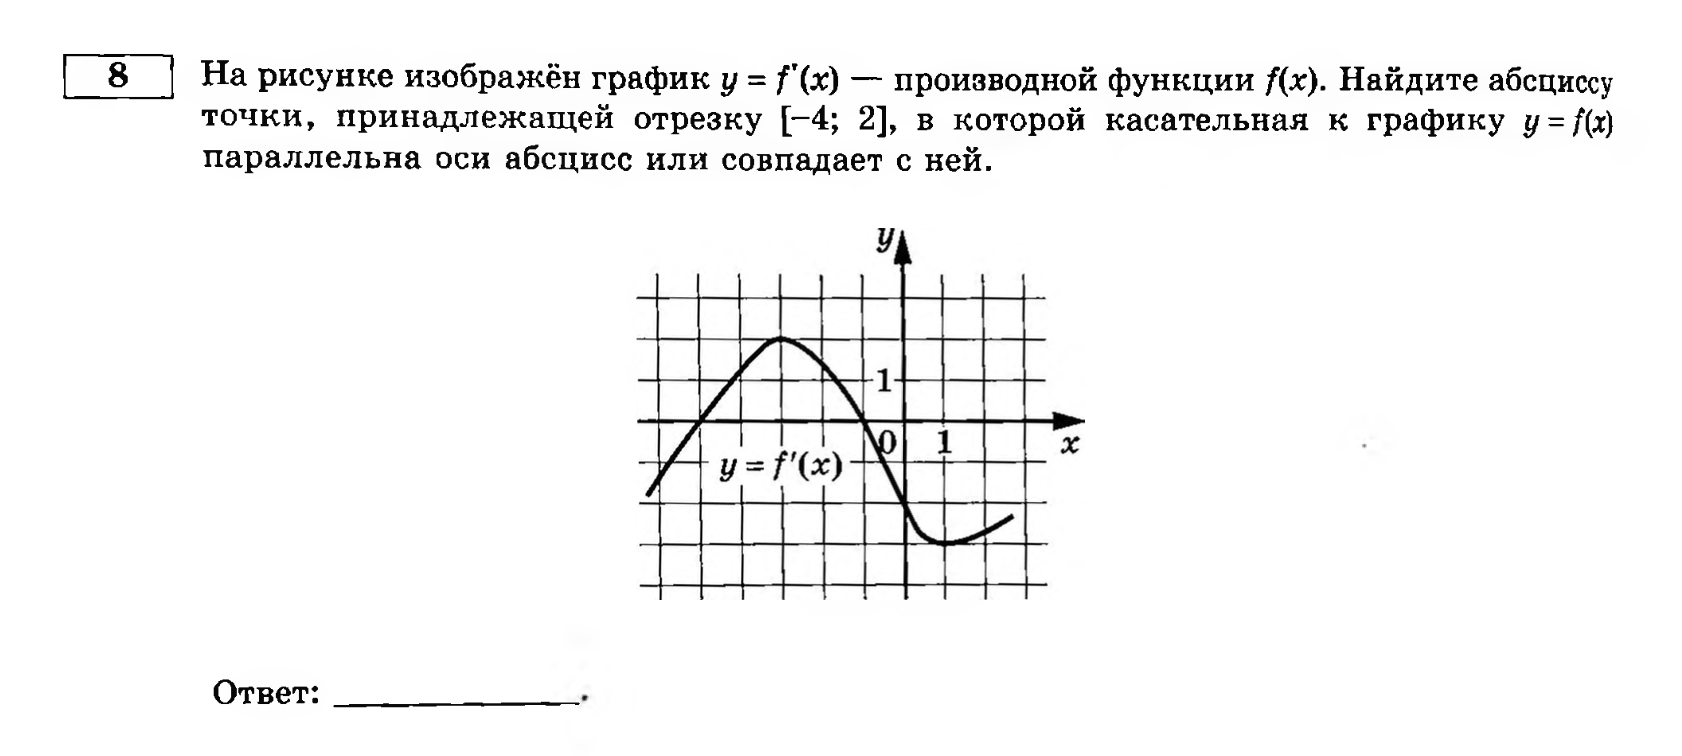 8
На рисунке изображён график y = f'(x) — производной функции f(x). Найдите абсциссу
точки, принадлежащей отрезку [−4; 2], в которой касательная к графику y = f(x)
параллельна оси абсцисс или совпадает с ней.
y
1
0 1
x
y = f'(x)
Ответ: ____________.